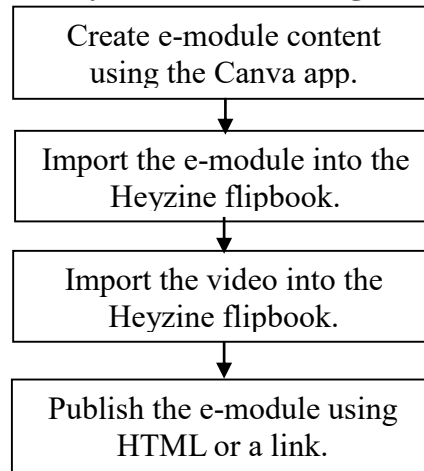 Create e-module content
using the Canva app.
Import the e-module into the
Heyzine flipbook.
Import the video into the
Heyzine flipbook.
Publish the e-module using
HTML or a link.